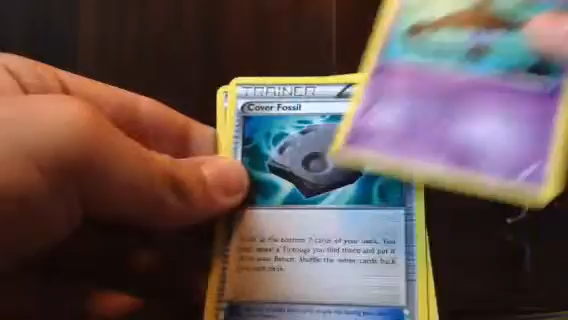 TRAINER
Cover Fossil
Look at the bottom 7 cards of your deck. You
may reveal a Tirtouga you find there and put it
onto your Bench. Shuffle the other cards back
into your deck.